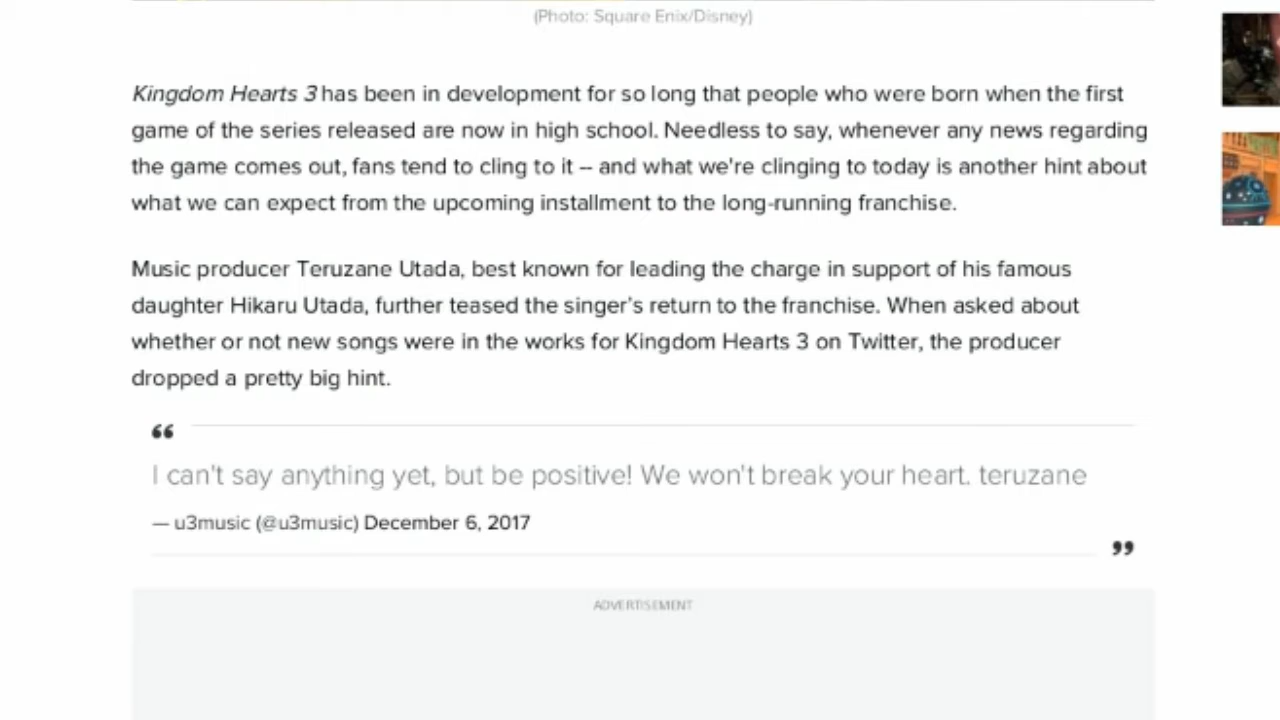 (Photo: Square Enix/Disney)
Kingdom Hearts 3 has been in development for so long that people who were born when the first
game of the series released are now in high school. Needless to say, whenever any news regarding
the game comes out, fans tend to cling to it -- and what we're clinging to today is another hint about
what we can expect from the upcoming installment to the long-running franchise.
Music producer Teruzane Utada, best known for leading the charge in support of his famous
daughter Hikaru Utada, further teased the singer's return to the franchise. When asked about
whether or not new songs were in the works for Kingdom Hearts 3 on Twitter, the producer
dropped a pretty big hint.
“
I can't say anything yet, but be positive! We won't break your heart. teruzane
— u3music (@u3music) December 6, 2017
”
ADVERTISEMENT